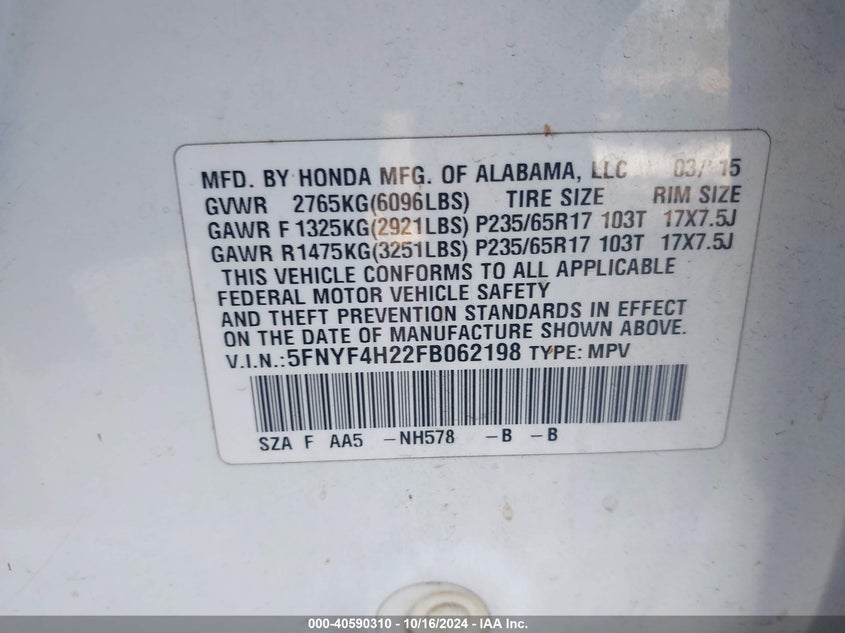 MFD. BY HONDA MFG. OF ALABAMA, LLC 03/15
GVWR 2765KG(6096LBS) TIRE SIZE RIM SIZE
GAWR F 1325KG(2921LBS) P235/65R17 103T 17X7.5J
GAWR R1475KG(3251LBS) P235/65R17 103T 17X7.5J
THIS VEHICLE CONFORMS TO ALL APPLICABLE
FEDERAL MOTOR VEHICLE SAFETY
AND THEFT PREVENTION STANDARDS IN EFFECT
ON THE DATE OF MANUFACTURE SHOWN ABOVE.
V.I.N.:5FNYF4H22FB062198 TYPE: MPV
SZA F AA5 -NH578 -B -B
000-40590310 - 10/16/2024 - IAA Inc.